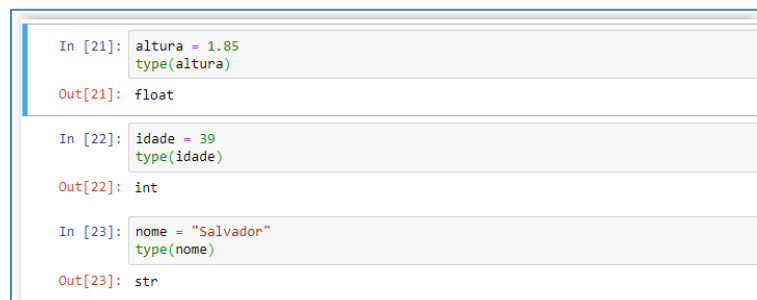 In [21]: altura = 1.85
type(altura)
Out[21]: float
In [22]: idade = 39
type(idade)
Out[22]: int
In [23]: nome = "Salvador"
type(nome)
Out[23]: str